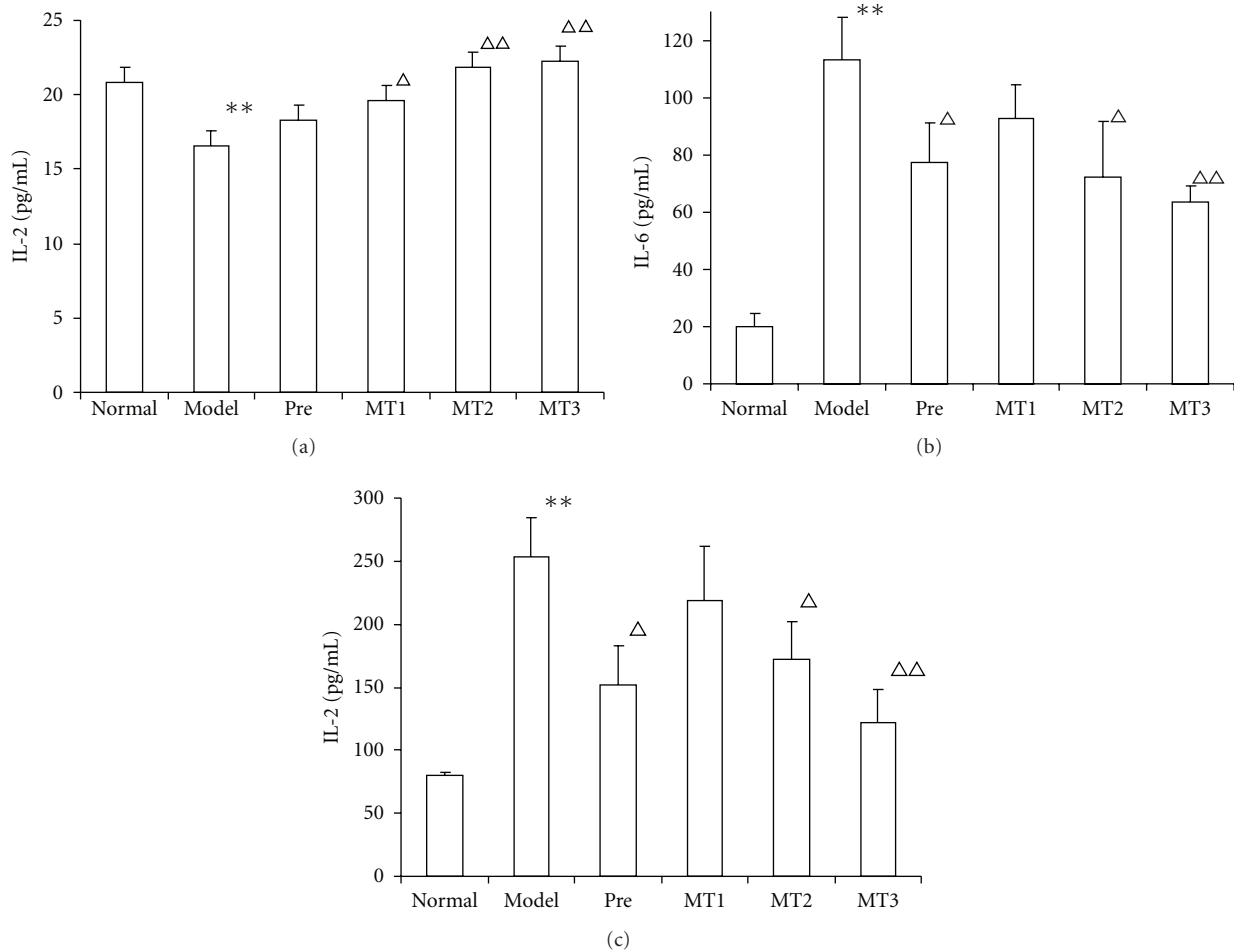 25
20
15
10
5
0
IL-2 (pg/mL)
** △ △△ △△
Normal Model Pre MT1 MT2 MT3
(a)
120
100
80
60
40
20
0
IL-6 (pg/mL)
** △ △ △△
Normal Model Pre MT1 MT2 MT3
(b)
300
250
200
150
100
50
0
IL-2 (pg/mL)
** △ △ △△
Normal Model Pre MT1 MT2 MT3
(c)